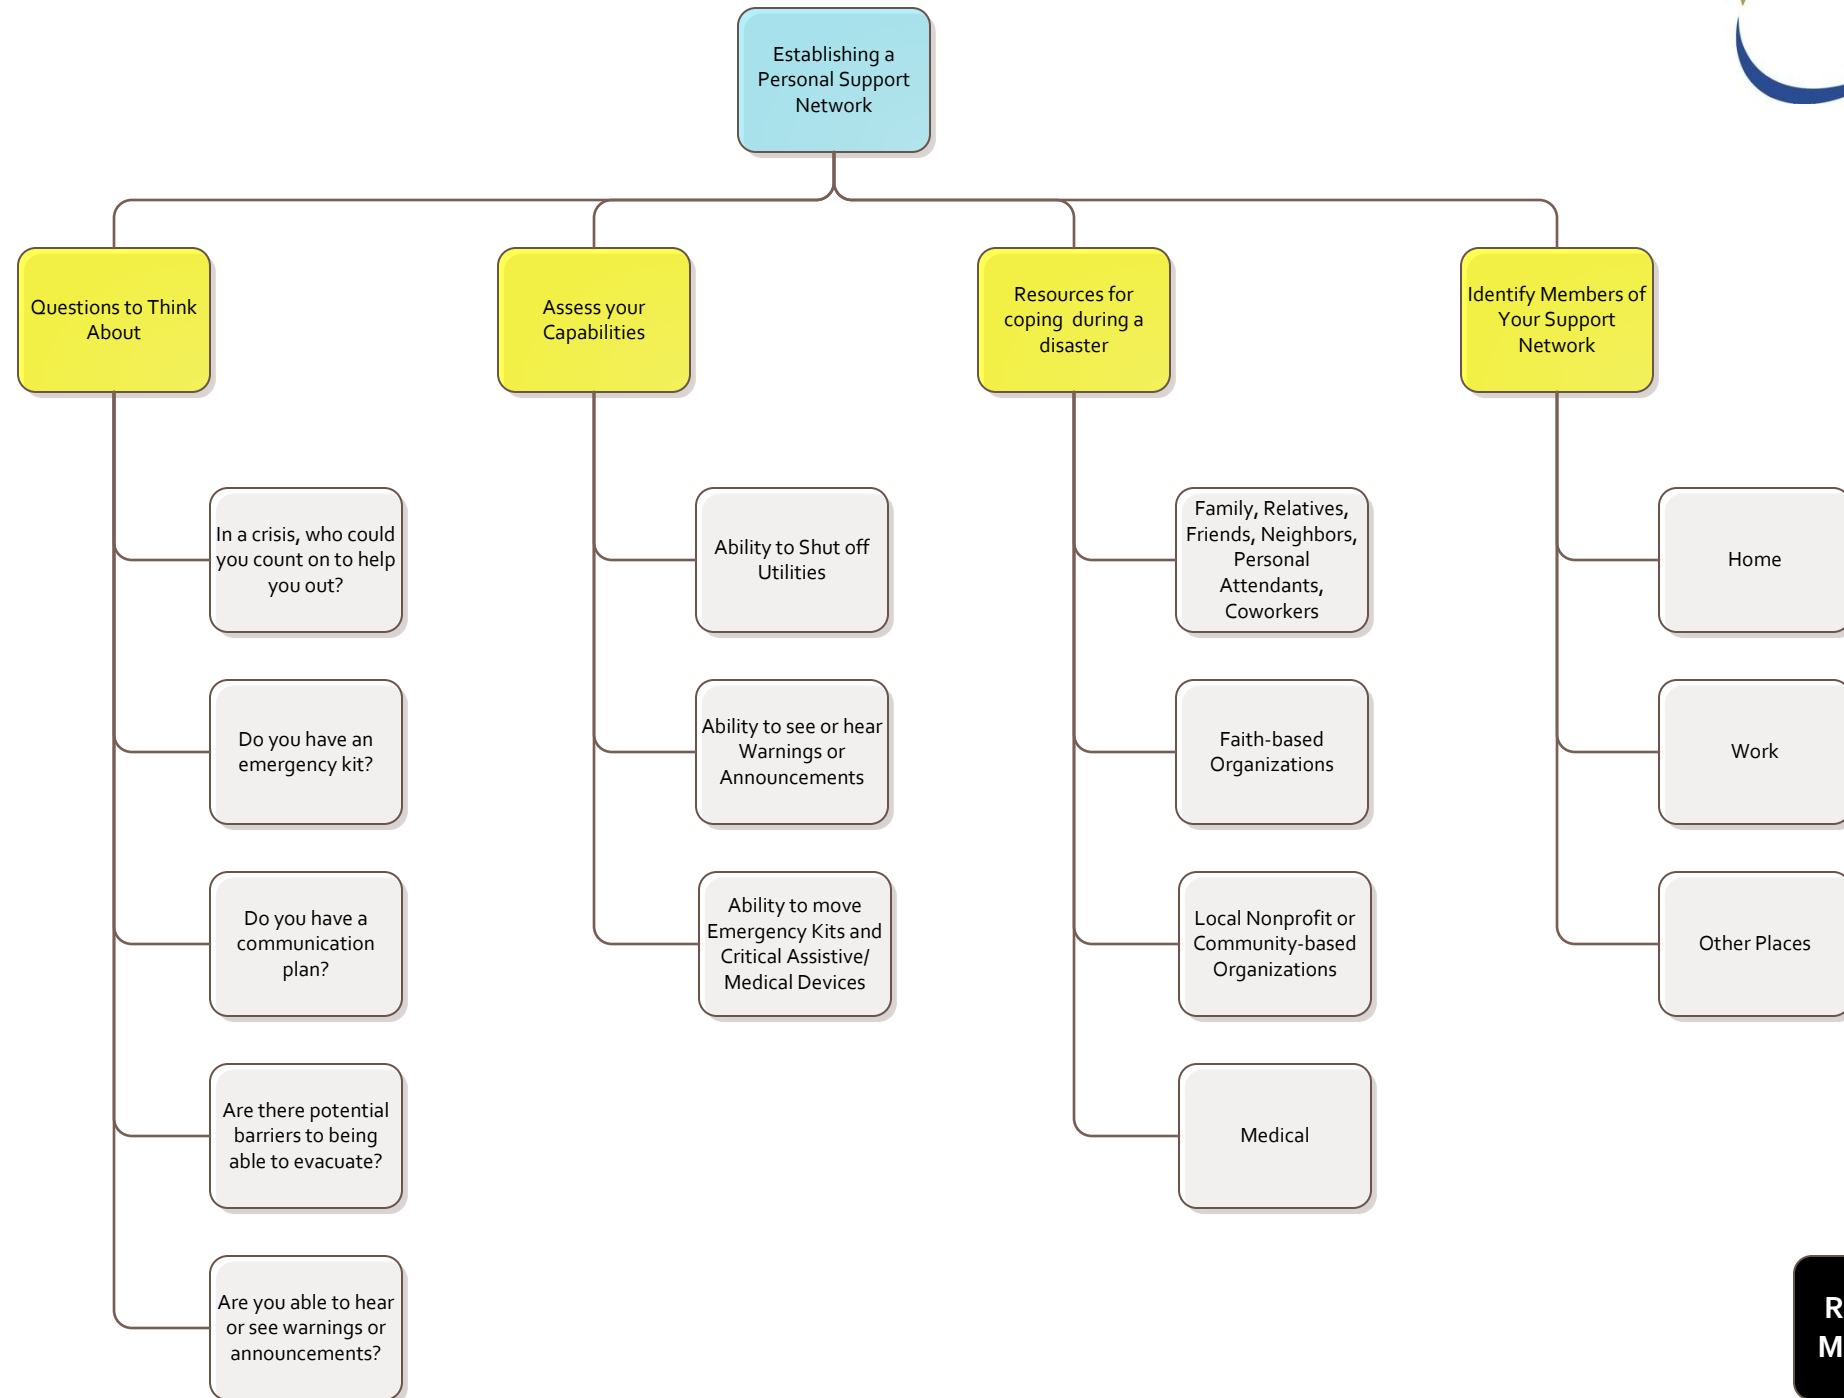 Establishing a
Personal Support
Network
Questions to Think
About
Assess your
Capabilities
Resources for
coping during a
disaster
Identify Members of
Your Support
Network
In a crisis, who could
you count on to help
you out?
Do you have an
emergency kit?
Do you have a
communication
plan?
Are there potential
barriers to being
able to evacuate?
Are you able to hear
or see warnings or
announcements?
Ability to Shut off
Utilities
Ability to see or hear
Warnings or
Announcements
Ability to move
Emergency Kits and
Critical Assistive/
Medical Devices
Family, Relatives,
Friends, Neighbors,
Personal
Attendants,
Coworkers
Faith-based
Organizations
Local Nonprofit or
Community-based
Organizations
Medical
Home
Work
Other Places